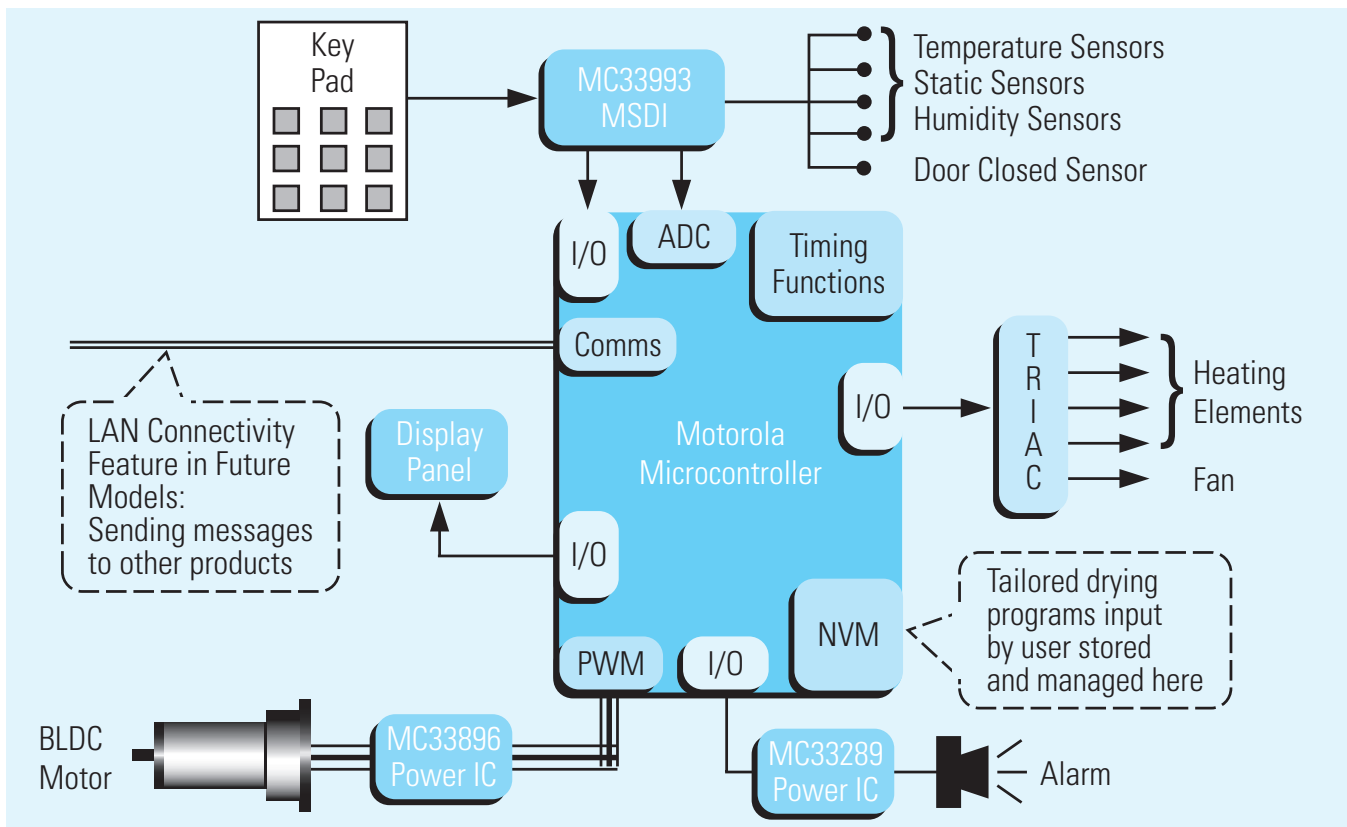 Key
Pad
MC33993
MSDI
Temperature Sensors
Static Sensors
Humidity Sensors
Door Closed Sensor
I/O
ADC
Timing
Functions
Comms
LAN Connectivity
Feature in Future
Models:
Sending messages
to other products
Display
Panel
Motorola
Microcontroller
I/O
T
R
I
A
C
Heating
Elements
Fan
I/O
NVM
Tailored drying
programs input
by user stored
and managed here
PWM
I/O
BLDC
Motor
MC33896
Power IC
MC33289
Power IC
Alarm